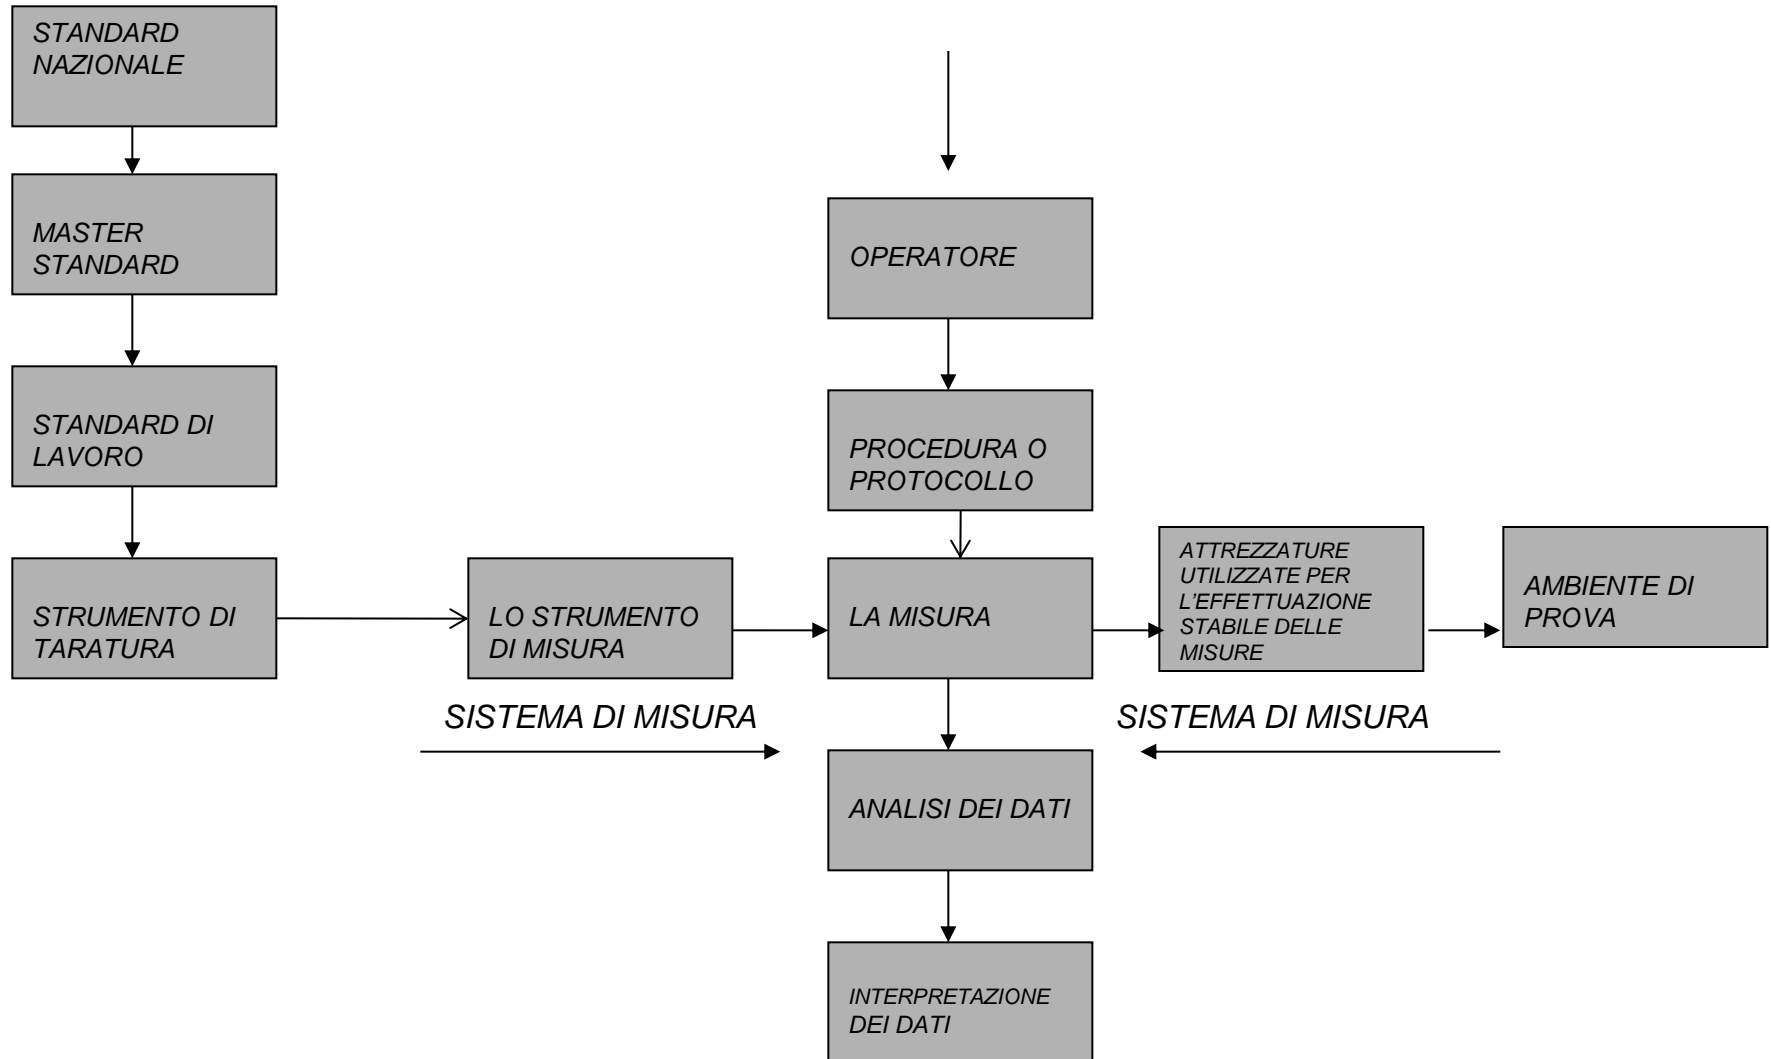 STANDARD
NAZIONALE
MASTER
STANDARD
STANDARD DI
LAVORO
STRUMENTO DI
TARATURA
LO STRUMENTO
DI MISURA
OPERATORE
PROCEDURA O
PROTOCOLLO
LA MISURA
ATTREZZATURE
UTILIZZATE PER
L'EFFETTUAZIONE
STABILE DELLE
MISURE
AMBIENTE DI
PROVA
SISTEMA DI MISURA
SISTEMA DI MISURA
ANALISI DEI DATI
INTERPRETAZIONE
DEI DATI